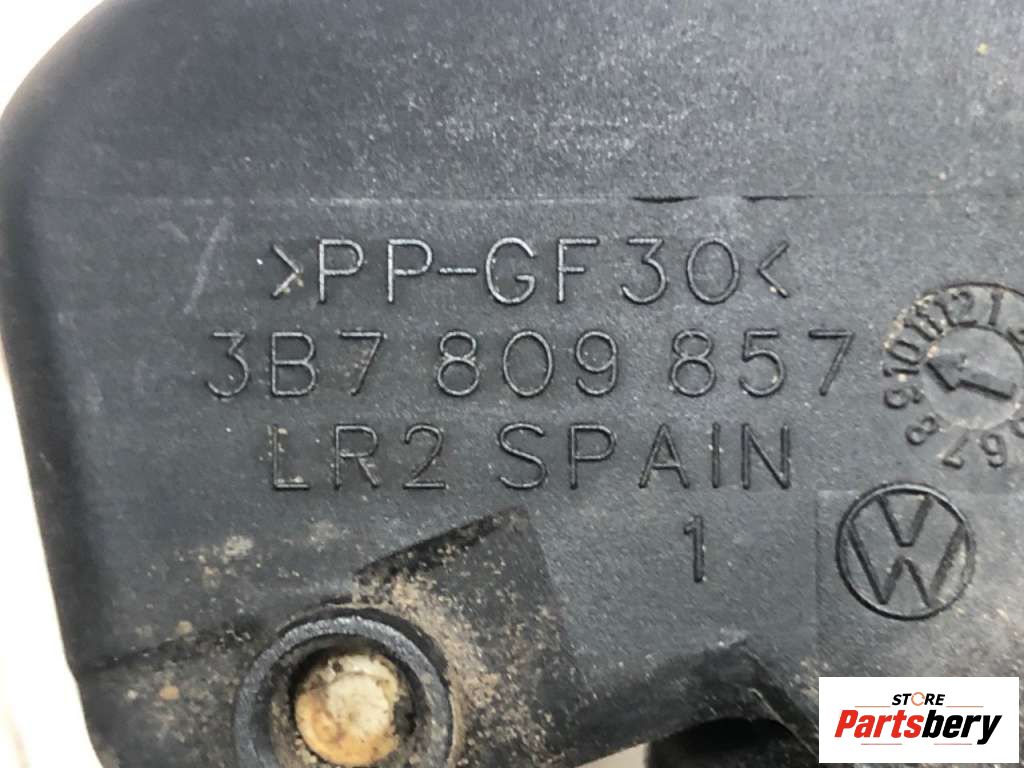 >PP-GF30<
3B7 809 857
LR2 SPAIN
1
STORE
Partsbery